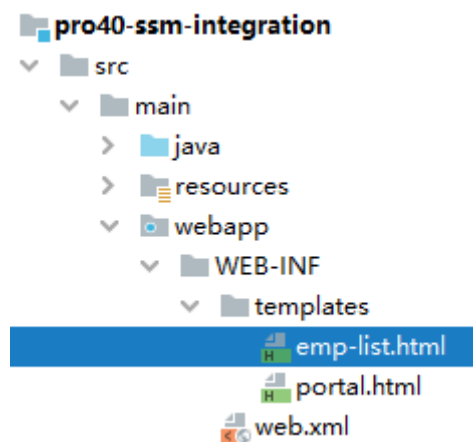 pro40-ssm-integration
src
main
java
resources
webapp
WEB-INF
templates
emp-list.html
portal.html
web.xml